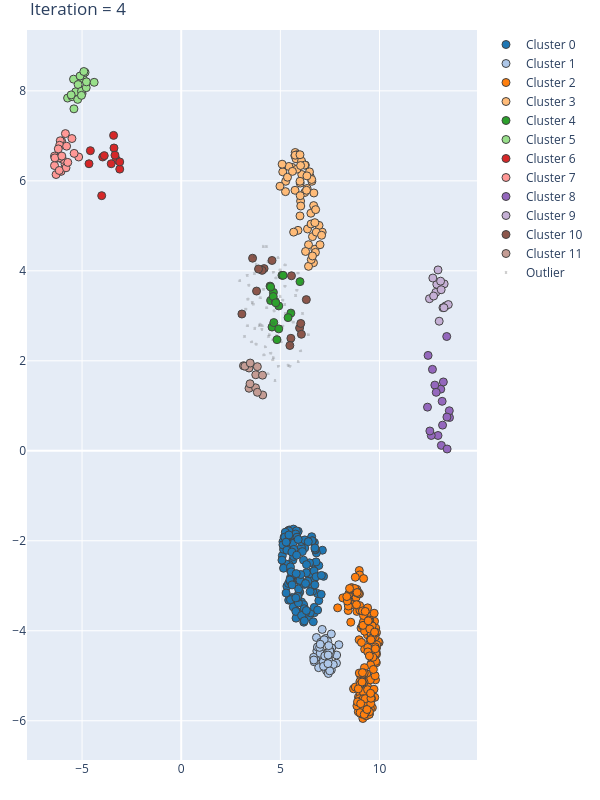 Iteration = 4
8
6
4
2
0
−2
−4
−6
−5
0
5
10
Cluster 0
Cluster 1
Cluster 2
Cluster 3
Cluster 4
Cluster 5
Cluster 6
Cluster 7
Cluster 8
Cluster 9
Cluster 10
Cluster 11
Outlier